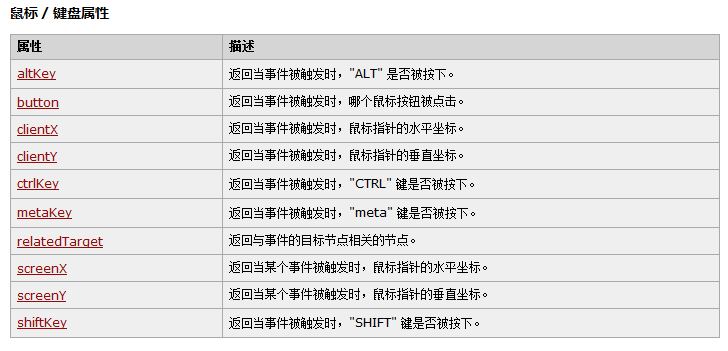 鼠标 / 键盘属性
属性 描述
altKey 返回当事件被触发时，"ALT" 是否被按下。
button 返回当事件被触发时，哪个鼠标按钮被点击。
clientX 返回当事件被触发时，鼠标指针的水平坐标。
clientY 返回当事件被触发时，鼠标指针的垂直坐标。
ctrlKey 返回当事件被触发时，"CTRL" 键是否被按下。
metaKey 返回当事件被触发时，"meta" 键是否被按下。
relatedTarget 返回与事件的目标节点相关的节点。
screenX 返回当某个事件被触发时，鼠标指针的水平坐标。
screenY 返回当某个事件被触发时，鼠标指针的垂直坐标。
shiftKey 返回当事件被触发时，"SHIFT" 键是否被按下。